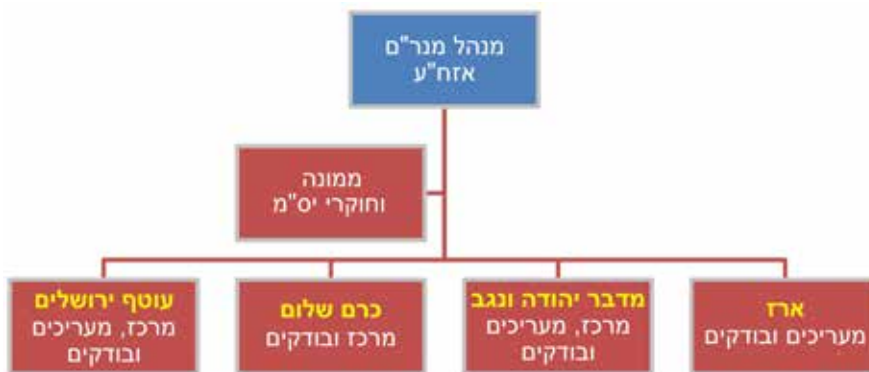 מנהל מנר"ם
אזח"ע
ממונה
וחוקרי יס"מ
ארז
מעריכים ובודקים
מדבר יהודה ונגב
מרכז, מעריכים
ובודקים
כרם שלום
מרכז ובודקים
עוטף ירושלים
מרכז, מעריכים
ובודקים